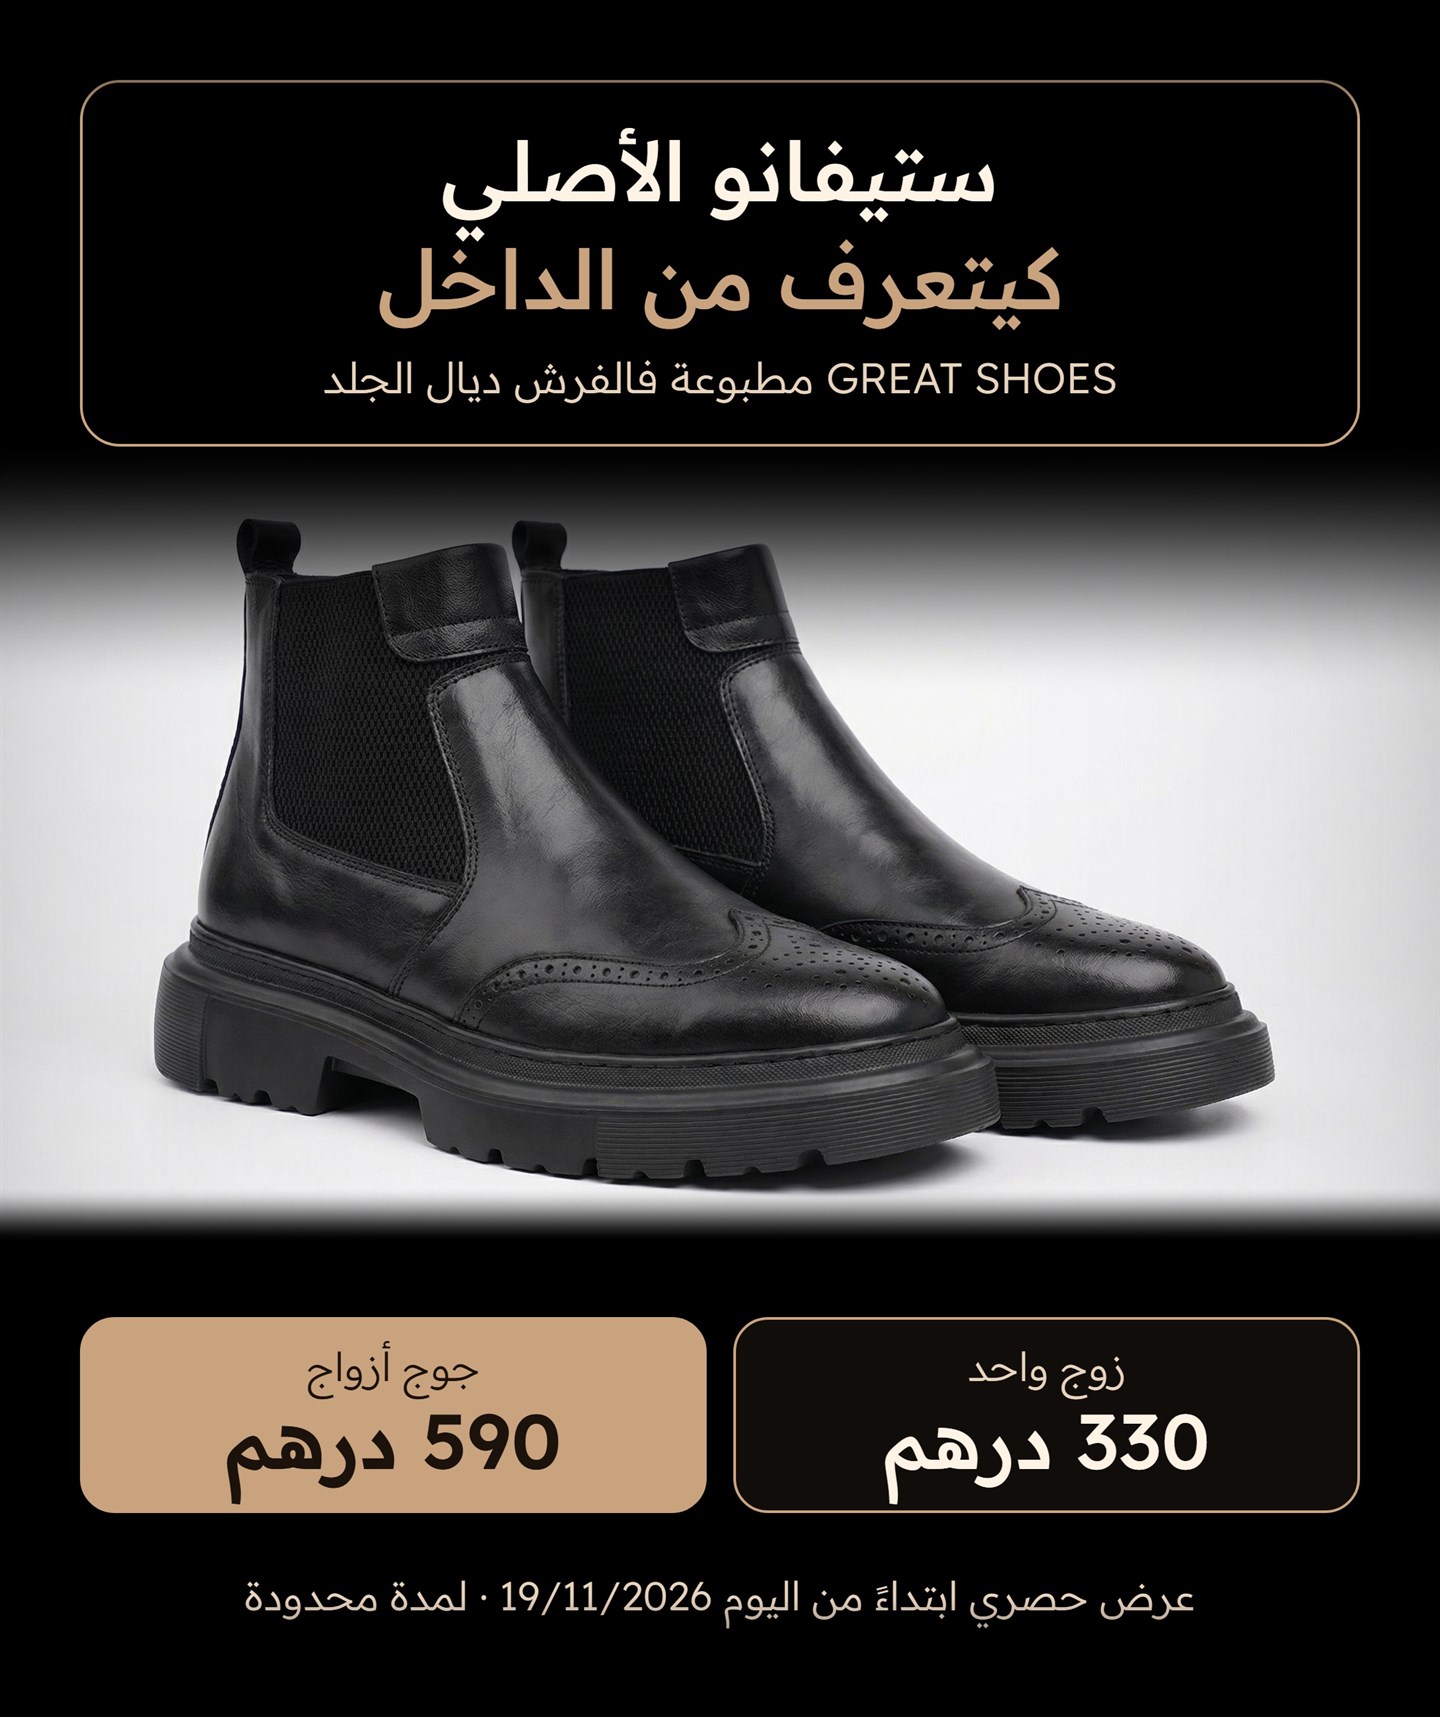 ستيفانو الأصلي
كيتعرف من الداخل
GREAT SHOES مطبوعة فالفرش ديال الجلد
زوج واحد
330 درهم
جوج أزواج
590 درهم
عرض حصري ابتداءً من اليوم 19/11/2026 · لمدة محدودة